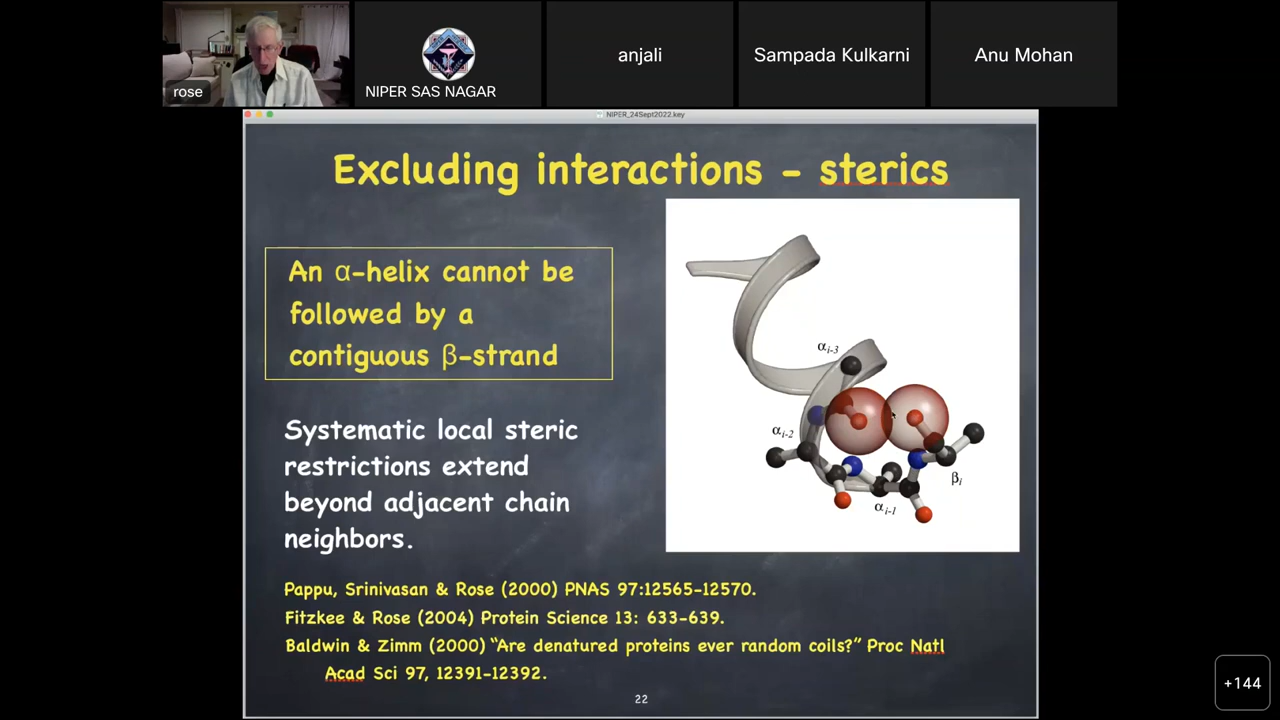 rose
NIPER SAS NAGAR
anjali
Sampada Kulkarni
Anu Mohan
NIPER_24Sept2022.key
Excluding interactions - sterics
An α-helix cannot be
followed by a
contiguous β-strand
Systematic local steric
restrictions extend
beyond adjacent chain
neighbors.
αi-3
αi-2
αi-1
βi
Pappu, Srinivasan & Rose (2000) PNAS 97:12565-12570.
Fitzkee & Rose (2004) Protein Science 13: 633-639.
Baldwin & Zimm (2000) “Are denatured proteins ever random coils?” Proc Natl
Acad Sci 97, 12391-12392.
22
+144